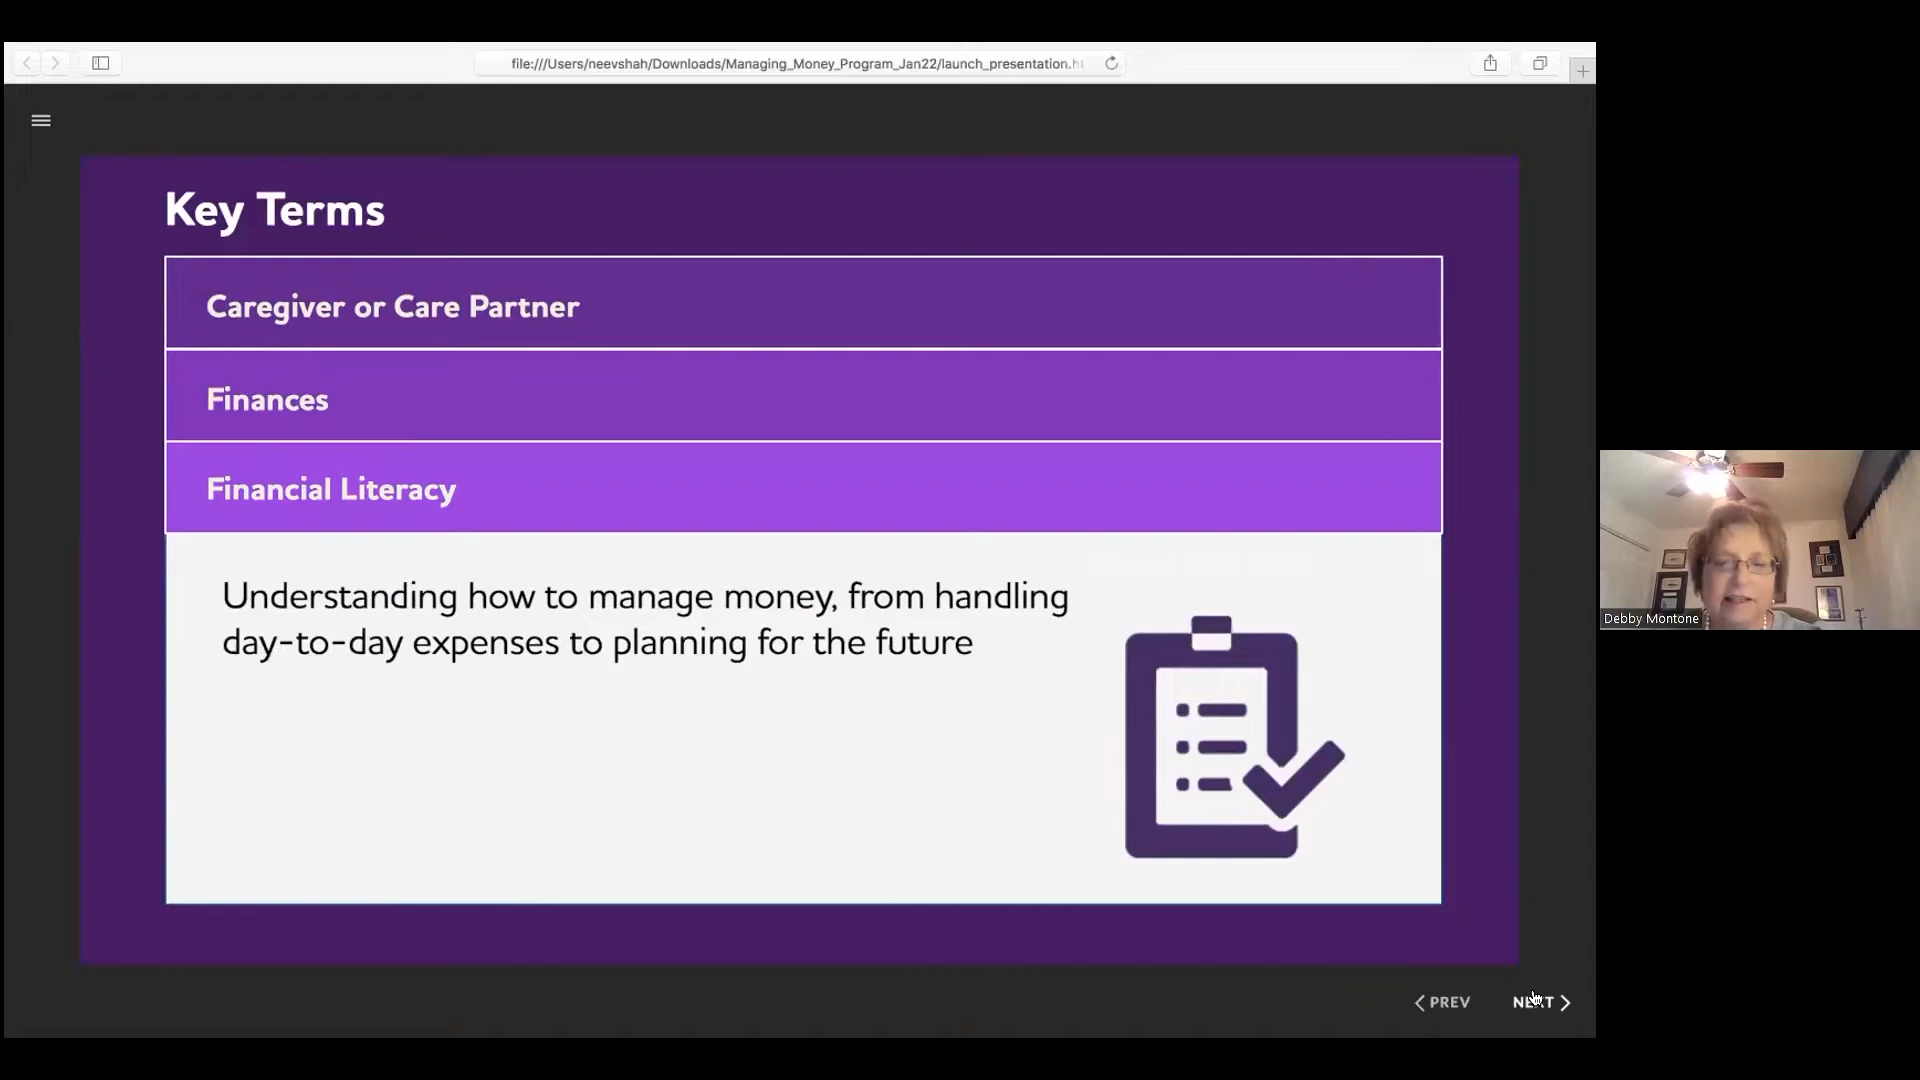 file:///Users/neevshah/Downloads/Managing_Money_Program_Jan22/launch_presentation.h
Key Terms
Caregiver or Care Partner
Finances
Financial Literacy
Understanding how to manage money, from handling
day-to-day expenses to planning for the future
Debby Montone
PREV
NEXT